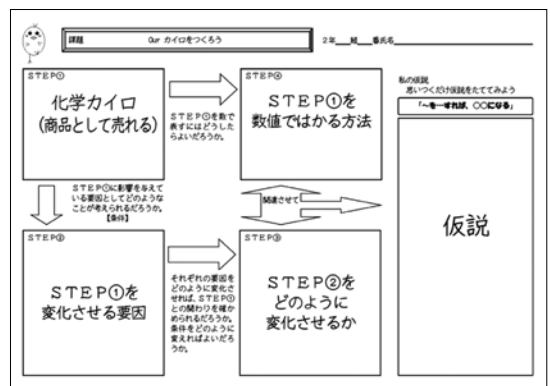 課題 Our カイロをつくろう
2年__組__番氏名
STEP①
化学カイロ
(商品として売れる)
STEP①を数で
表すにはどうした
らよいだろうか。
STEP④
STEP①を
数値ではかる方法
私の仮説
思いつくだけ仮説をたててみよう
「～を…すれば、○○になる」
仮説
STEP①に影響を与えて
いる要因としてどのような
ことが考えられるだろうか。
【条件】
関連させて
STEP②
STEP①を
変化させる要因
それぞれの要因を
どのように変化さ
せれば、STEP①
との関わりを確か
められるだろうか。
条件をどのように
変えればよいだろ
うか。
STEP③
STEP②を
どのように
変化させるか